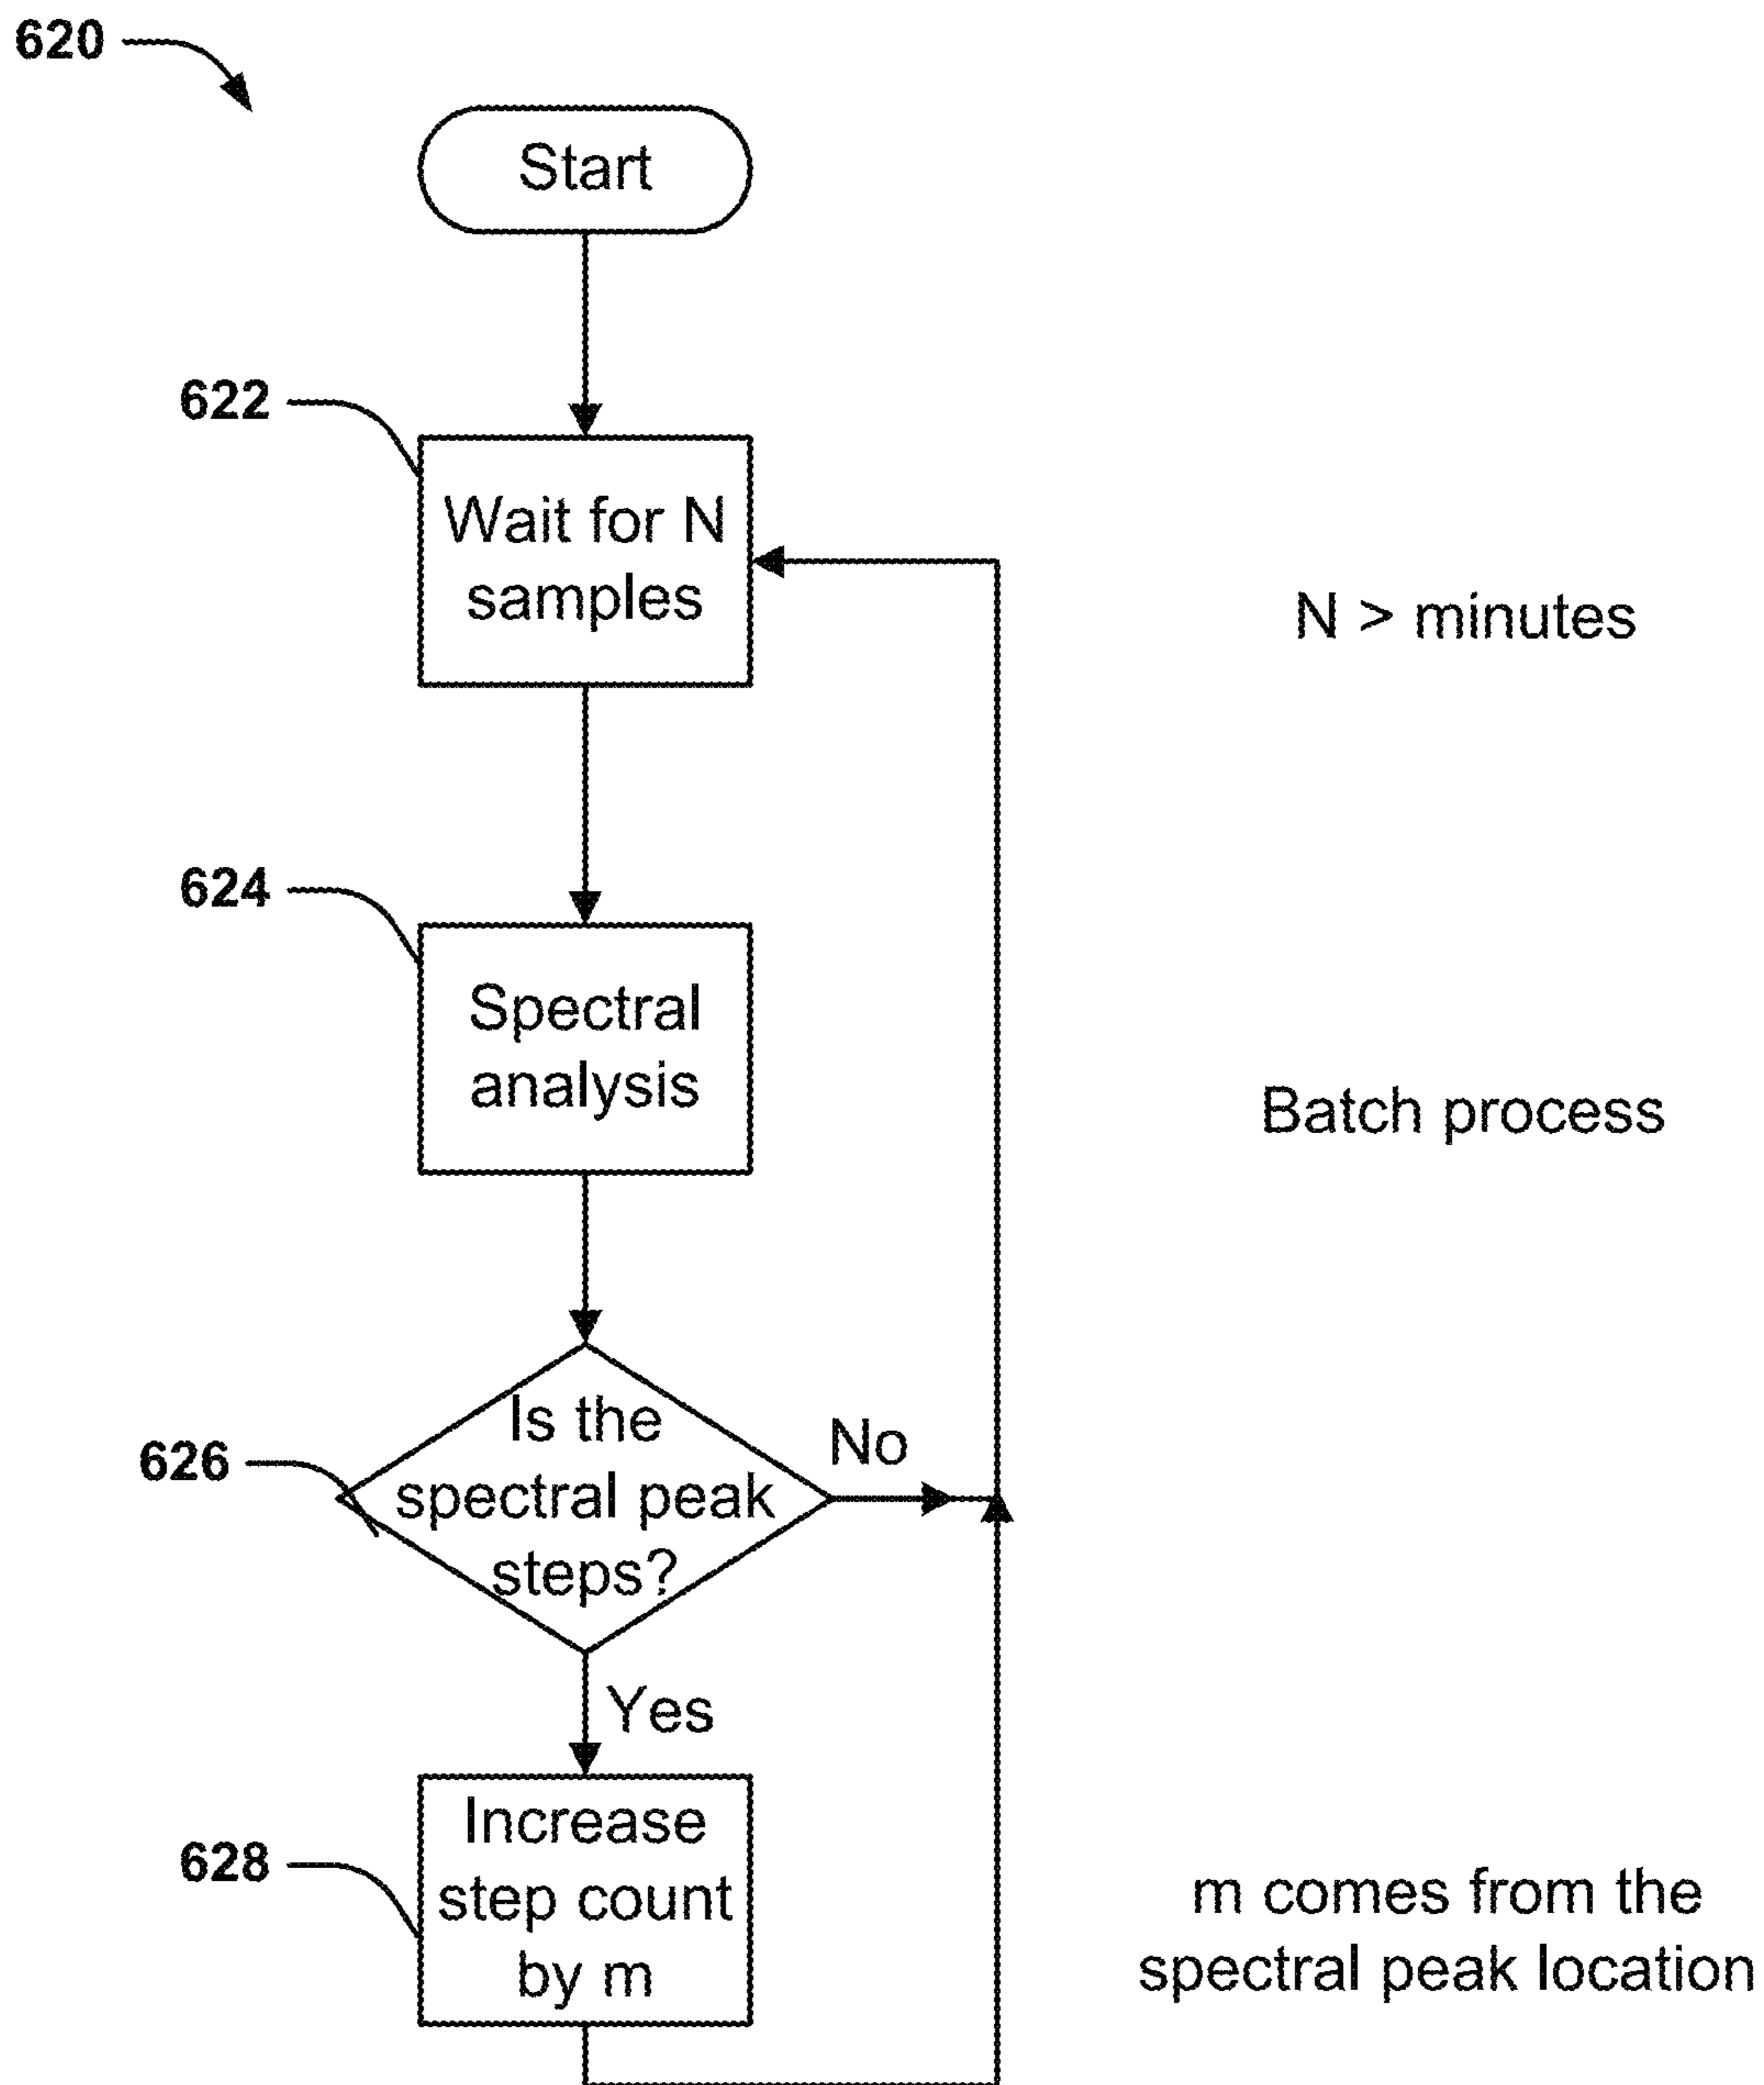 620
Start
622
Wait for N
samples
N > minutes
624
Spectral
analysis
Batch process
626
Is the
spectral peak
steps?
No
Yes
628
Increase
step count
by m
m comes from the
spectral peak location